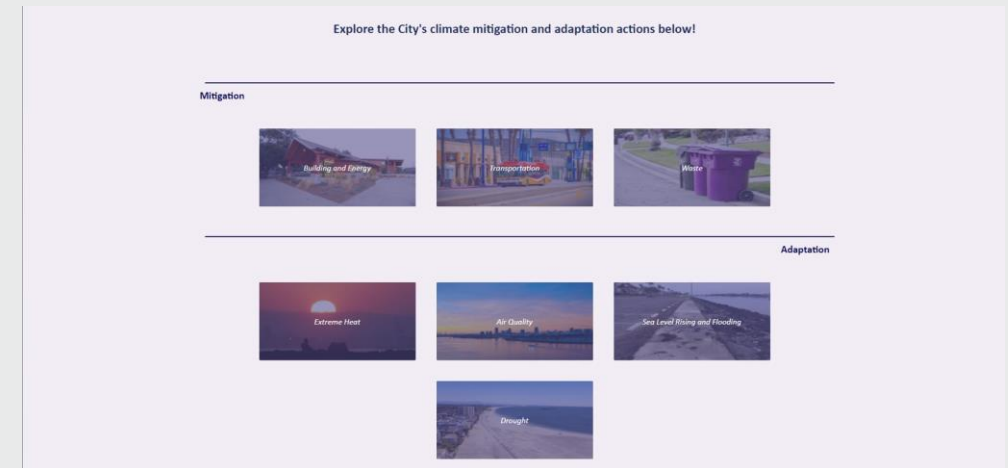 Explore the City's climate mitigation and adaptation actions below!
Mitigation
Building and Energy
Transportation
Waste
Adaptation
Extreme Heat
Air Quality
Sea Level Rising and Flooding
Drought